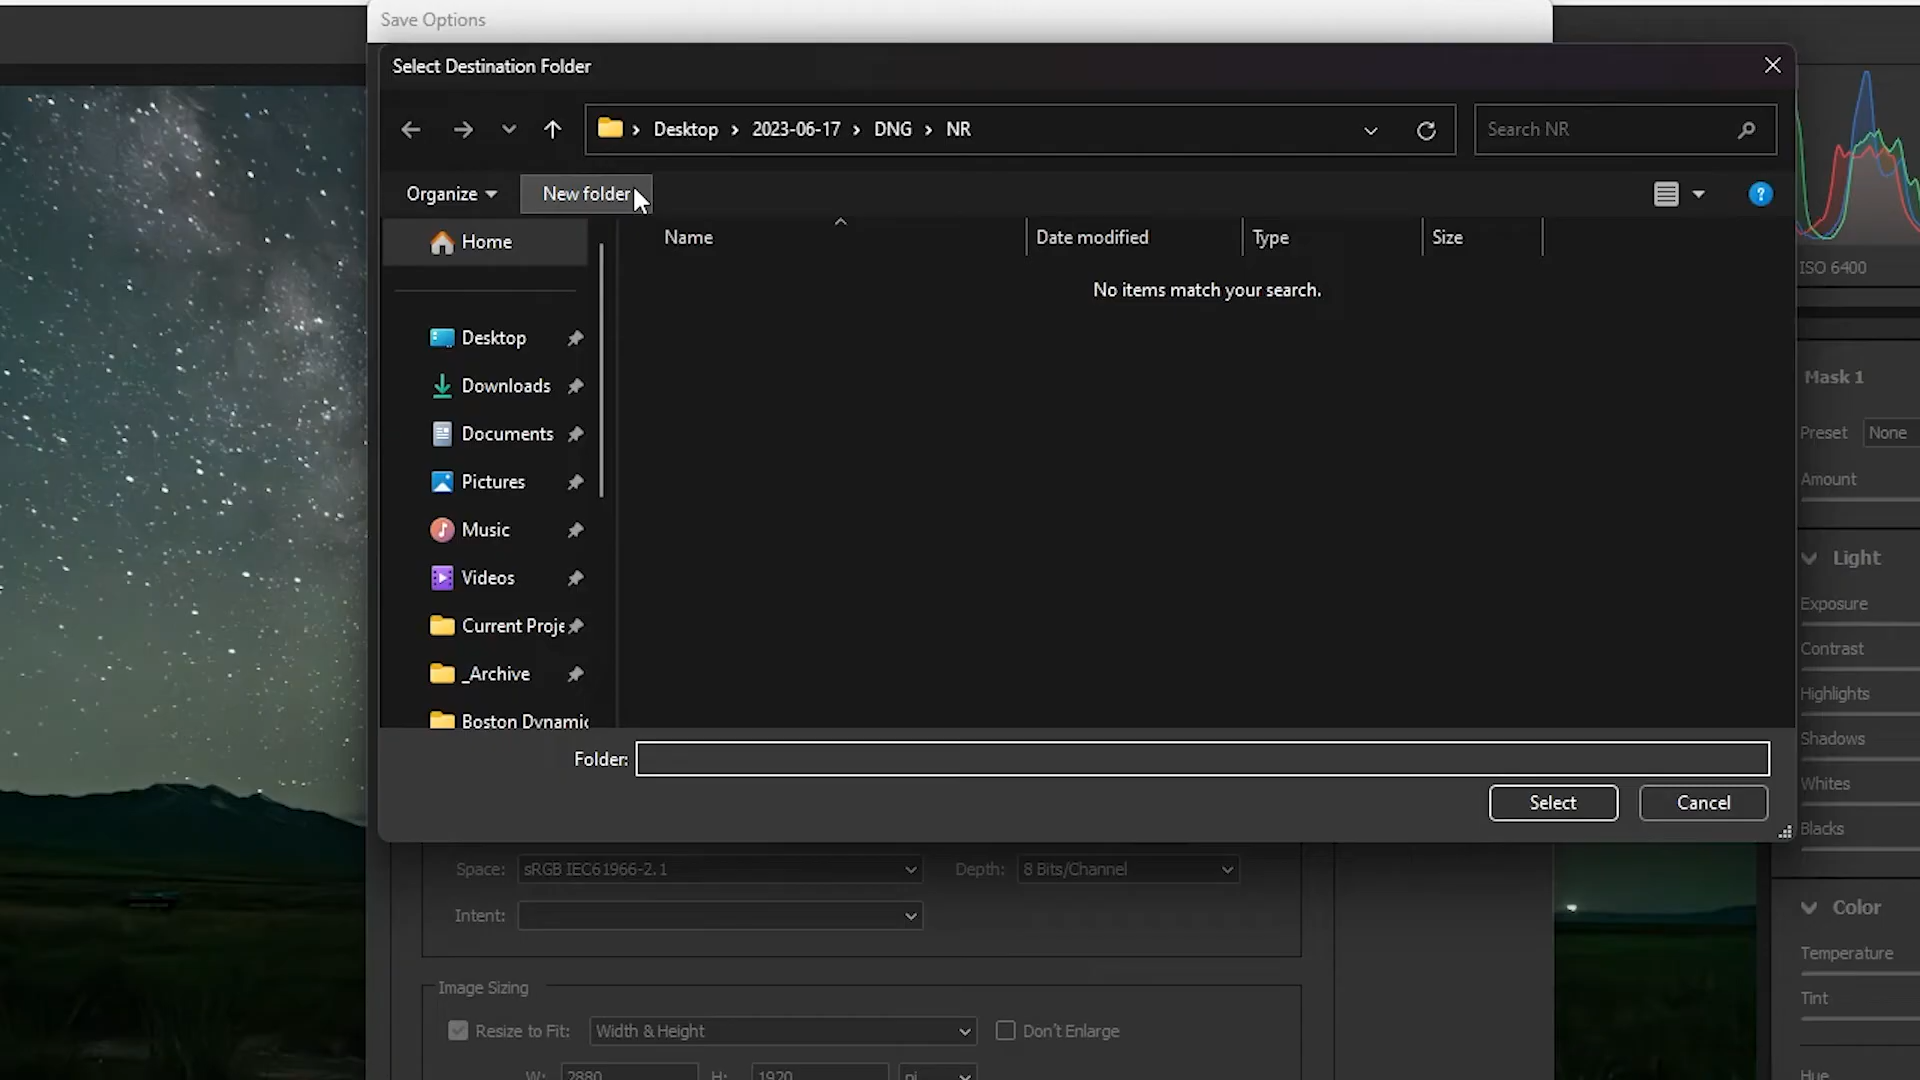 Save Options
Select Destination Folder
Desktop › 2023-06-17 › DNG › NR
Search NR
Organize
New folder
?
Home
Desktop
Downloads
Documents
Pictures
Music
Videos
Current Proje
_Archive
Boston Dynamic
Name
Date modified
Type
Size
No items match your search.
Folder:
Select
Cancel
Space:
sRGB IEC61966-2.1
Depth:
8 Bits/Channel
Intent:
Image Sizing
Resize to Fit:
Width & Height
Don't Enlarge
W:
2880
H:
1920
pi
ISO 6400
Mask 1
Preset
None
Amount
Light
Exposure
Contrast
Highlights
Shadows
Whites
Blacks
Color
Temperature
Tint
Hue